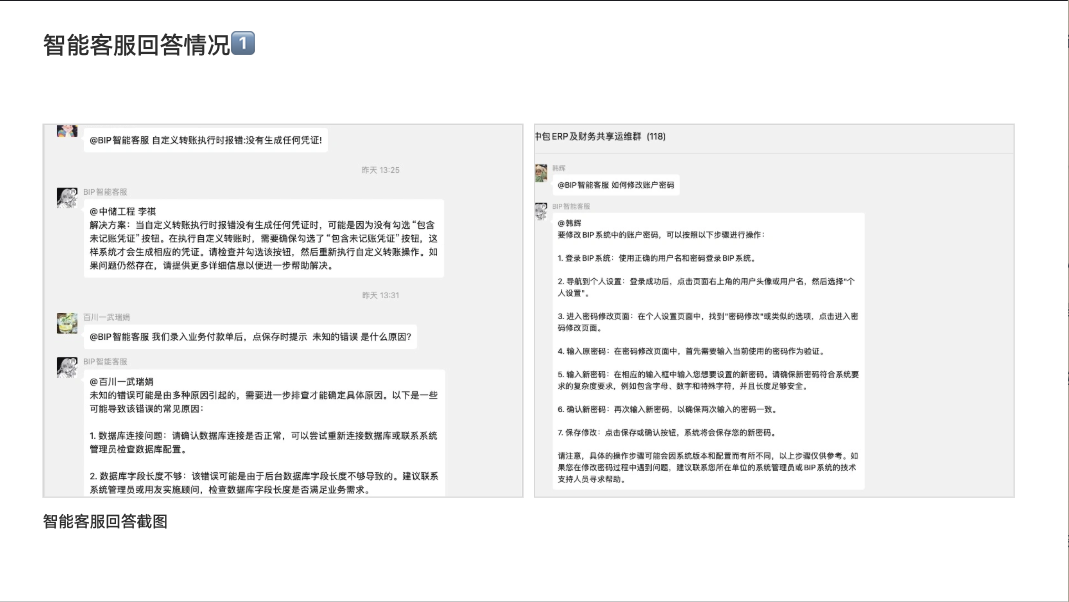 智能客服回答情况1️⃣
@BIP智能客服 自定义转账执行时报错:没有生成任何凭证!
昨天 13:25
BIP智能客服
@中储工程 李祺
解决方案：当自定义转账执行时报错没有生成任何凭证时，可能是因为没有勾选“包含
未记账凭证”按钮。在执行自定义转账时，需要确保勾选了“包含未记账凭证”按钮，这
样系统才会生成相应的凭证。请检查并勾选该按钮，然后重新执行自定义转账操作。如
果问题仍然存在，请提供更多详细信息以便进一步帮助解决。
昨天 13:31
百川一武瑞娟
@BIP智能客服 我们录入业务付款单后，点保存时提示 未知的错误 是什么原因?
BIP智能客服
@百川一武瑞娟
未知的错误可能是由多种原因引起的，需要进一步排查才能确定具体原因。以下是一些
可能导致该错误的常见原因：
1. 数据库连接问题：请确认数据库连接是否正常，可以尝试重新连接数据库或联系系统
管理员检查数据库配置。
2. 数据库字段长度不够：该错误可能是由于后台数据库字段长度不够导致的。建议联系
系统管理员或用友实施顾问，检查数据库字段长度是否满足业务需求。
中包ERP及财务共享运维群（118）
韩辉
@BIP智能客服 如何修改账户密码
BIP智能客服
@韩辉
要修改BIP系统中的账户密码，可以按照以下步骤进行操作：
1. 登录BIP系统：使用正确的用户名和密码登录BIP系统。
2. 导航到个人设置：登录成功后，点击页面右上角的用户头像或用户名，然后选择“个
人设置”。
3. 进入密码修改页面：在个人设置页面中，找到“密码修改”或类似的选项，点击进入密
码修改页面。
4. 输入原密码：在密码修改页面中，首先需要输入当前使用的密码作为验证。
5. 输入新密码：在相应的输入框中输入您想要设置的新密码。请确保新密码符合系统要
求的复杂度要求，例如包含字母、数字和特殊字符，并且长度足够安全。
6. 确认新密码：再次输入新密码，以确保两次输入的密码一致。
7. 保存修改：点击保存或确认按钮，系统将会保存您的新密码。
请注意，具体的操作步骤可能会因系统版本和配置而有所不同，以上步骤仅供参考。如
果您在修改密码过程中遇到问题，建议联系您所在单位的系统管理员或BIP系统的技术
支持人员寻求帮助。
智能客服回答截图